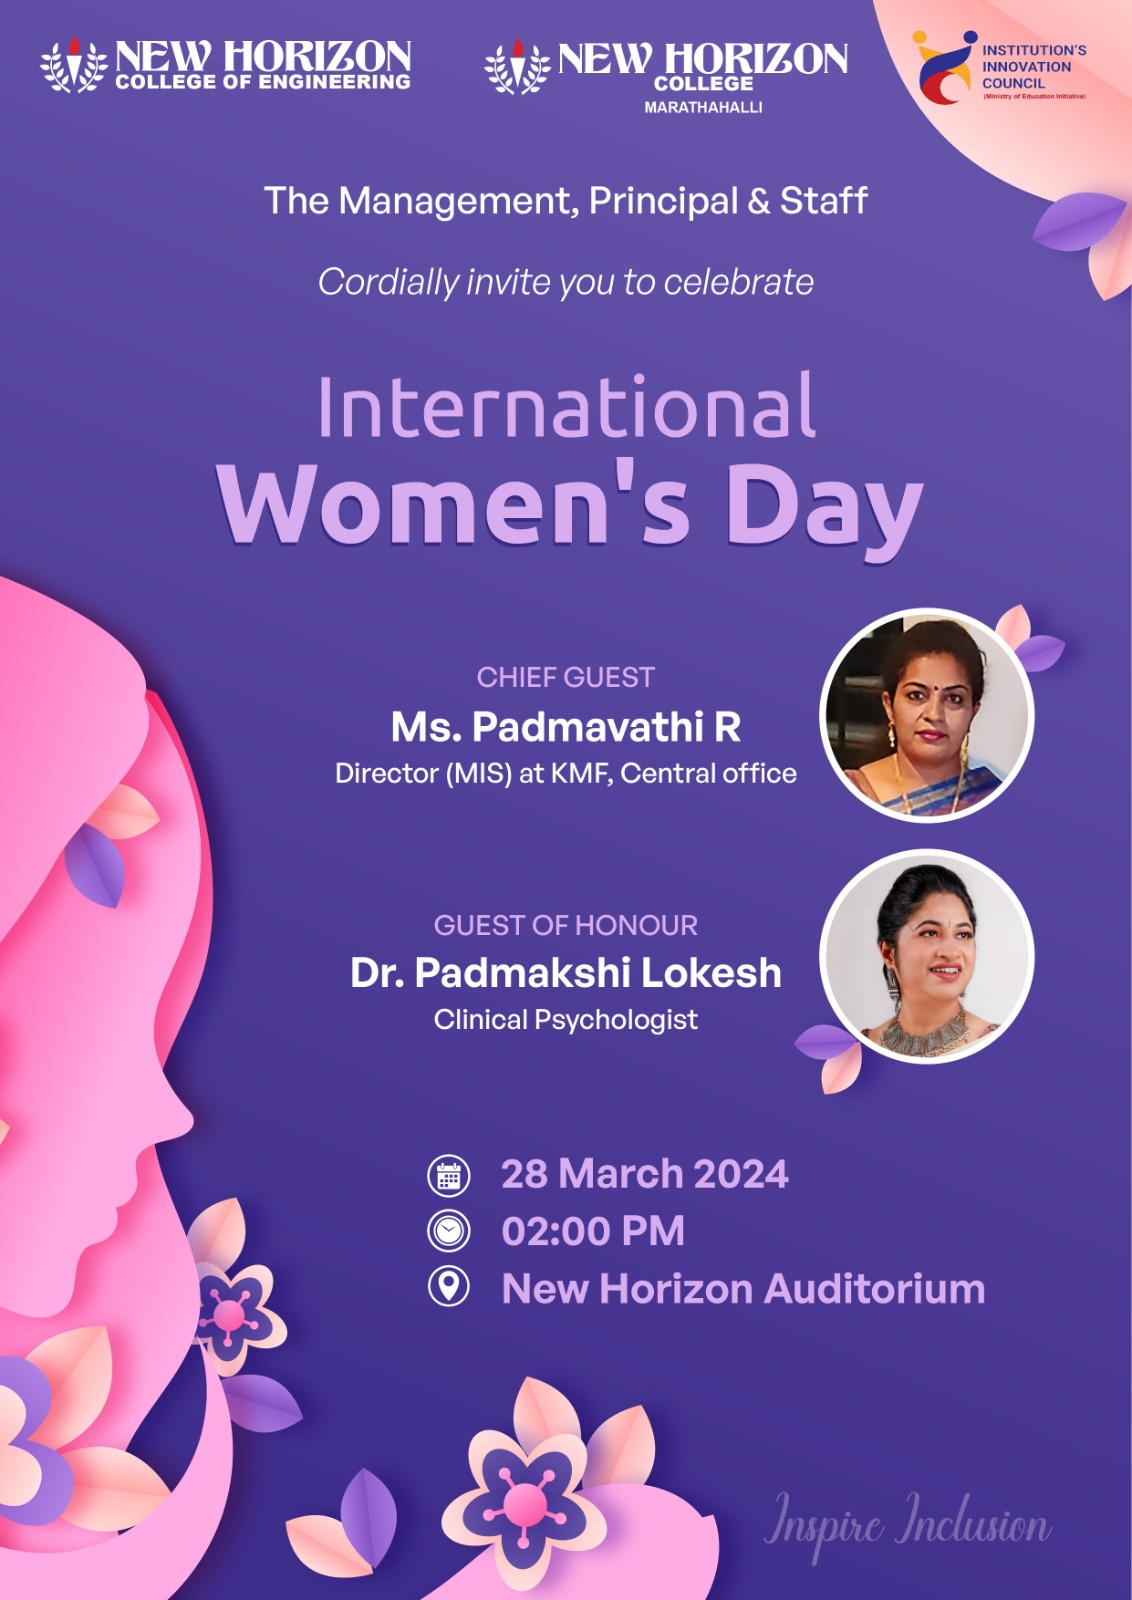 NEW HORIZON
COLLEGE OF ENGINEERING
NEW HORIZON
COLLEGE
MARATHAHALLI
INSTITUTION'S
INNOVATION
COUNCIL
(Ministry of Education Initiative)
The Management, Principal & Staff
Cordially invite you to celebrate
International
Women's Day
CHIEF GUEST
Ms. Padmavathi R
Director (MIS) at KMF, Central office
GUEST OF HONOUR
Dr. Padmakshi Lokesh
Clinical Psychologist
28 March 2024
02:00 PM
New Horizon Auditorium
Inspire Inclusion